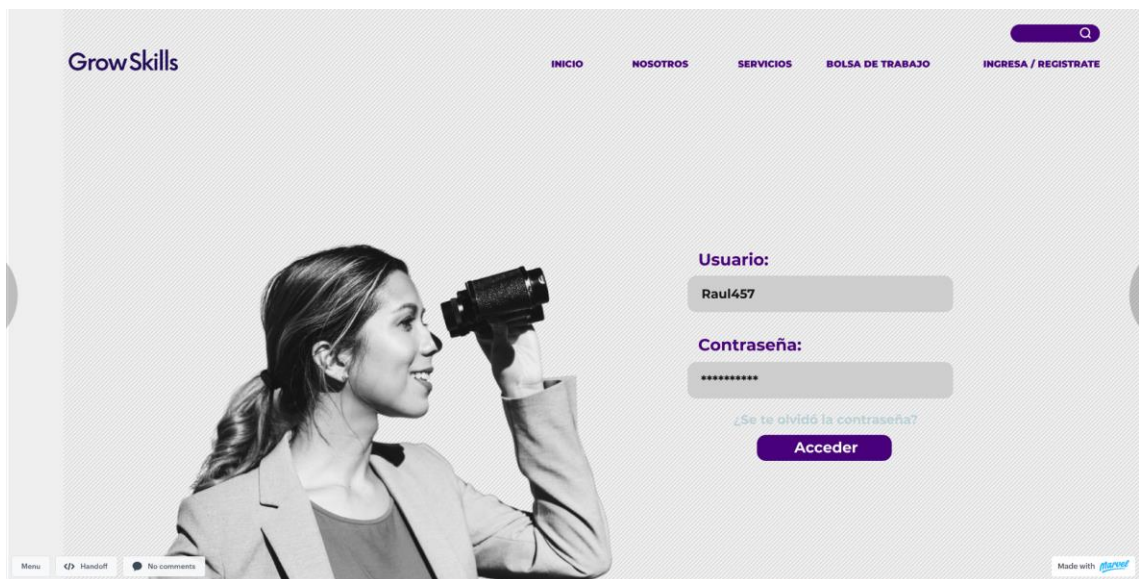 GrowSkills
INICIO NOSOTROS SERVICIOS BOLSA DE TRABAJO INGRESA / REGISTRATE
Usuario:
Raul457
Contraseña:
**********
¿Se te olvidó la contraseña?
Acceder
Menu </> Handoff No comments
Made with Marvel